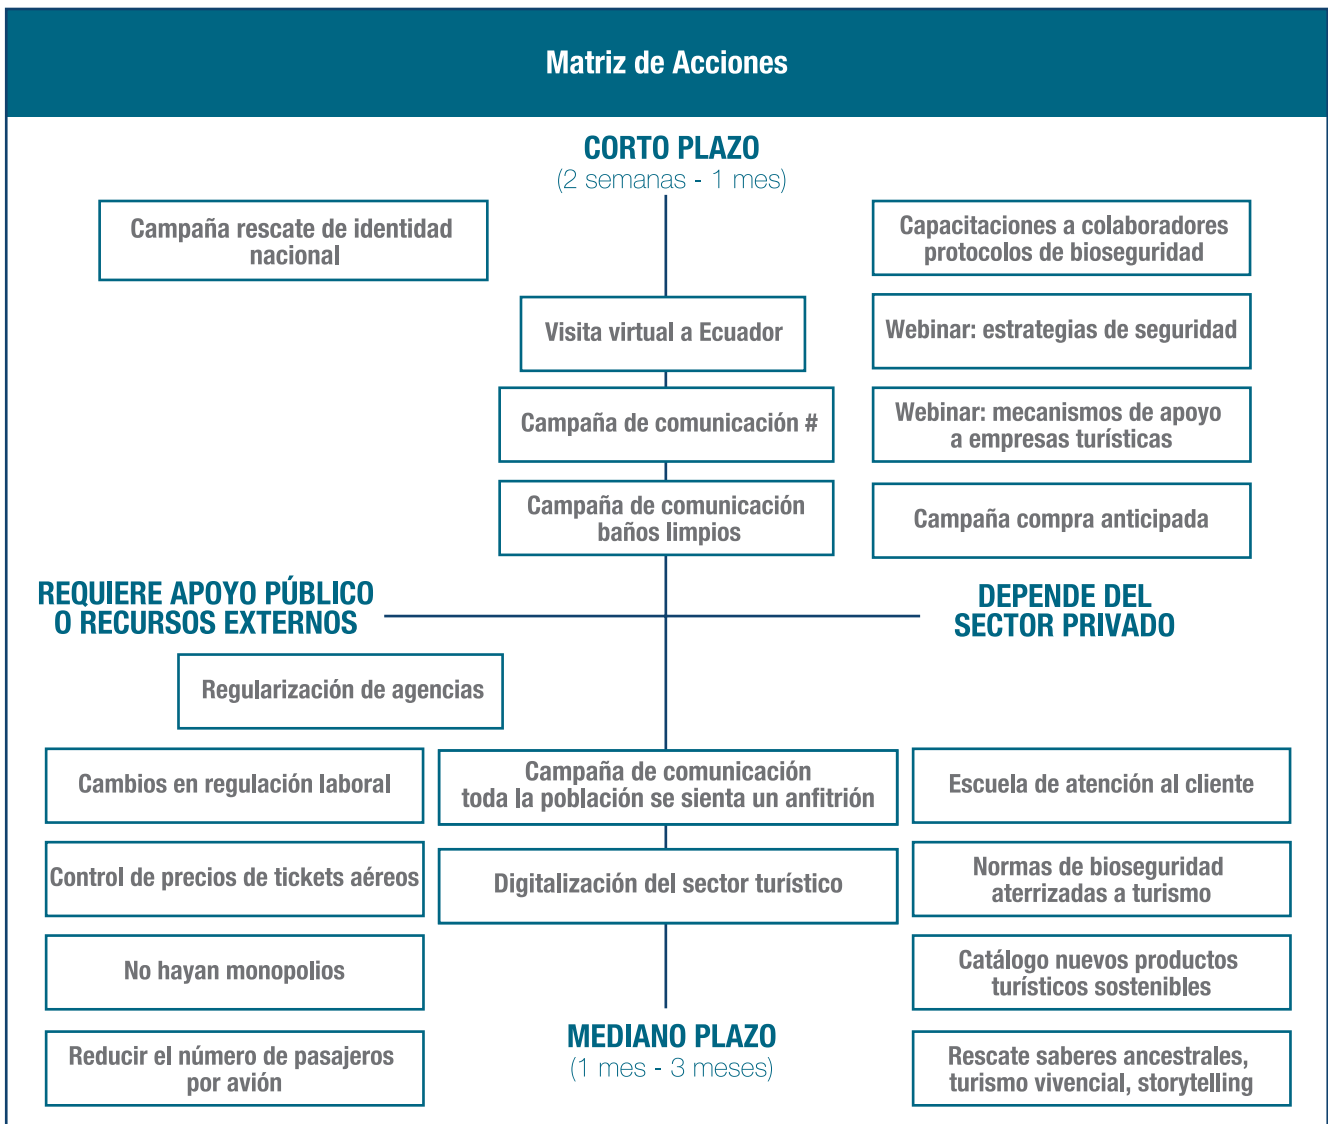 Matriz de Acciones
CORTO PLAZO
(2 semanas - 1 mes)
Campaña rescate de identidad
nacional
Capacitaciones a colaboradores
protocolos de bioseguridad
Visita virtual a Ecuador
Webinar: estrategias de seguridad
Campaña de comunicación #
Webinar: mecanismos de apoyo
a empresas turísticas
Campaña de comunicación
baños limpios
Campaña compra anticipada
REQUIERE APOYO PÚBLICO
O RECURSOS EXTERNOS
DEPENDE DEL
SECTOR PRIVADO
Regularización de agencias
Cambios en regulación laboral
Campaña de comunicación
toda la población se sienta un anfitrión
Escuela de atención al cliente
Control de precios de tickets aéreos
Digitalización del sector turístico
Normas de bioseguridad
aterrizadas a turismo
No hayan monopolios
Catálogo nuevos productos
turísticos sostenibles
MEDIANO PLAZO
(1 mes - 3 meses)
Reducir el número de pasajeros
por avión
Rescate saberes ancestrales,
turismo vivencial, storytelling